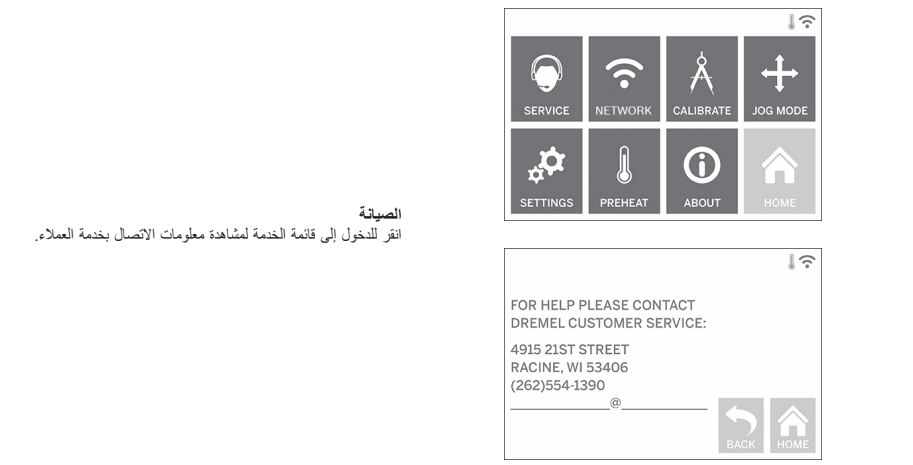 الصيانة
انقر للدخول إلى قائمة الخدمة لمشاهدة معلومات الاتصال بخدمة العملاء.
SERVICE
NETWORK
CALIBRATE
JOG MODE
SETTINGS
PREHEAT
ABOUT
HOME
FOR HELP PLEASE CONTACT
DREMEL CUSTOMER SERVICE:
4915 21ST STREET
RACINE, WI 53406
(262)554-1390
______________@______________
BACK
HOME